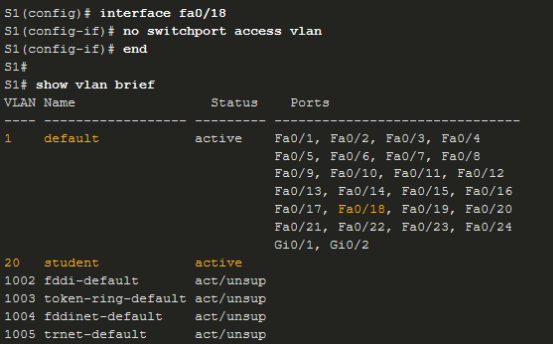 S1(config)# interface fa0/18
S1(config-if)# no switchport access vlan
S1(config-if)# end
S1#
S1# show vlan brief
VLAN Name                Status    Ports
---- ------------------ --------- -------------------------------
1    default             active    Fa0/1, Fa0/2, Fa0/3, Fa0/4
                                   Fa0/5, Fa0/6, Fa0/7, Fa0/8
                                   Fa0/9, Fa0/10, Fa0/11, Fa0/12
                                   Fa0/13, Fa0/14, Fa0/15, Fa0/16
                                   Fa0/17, Fa0/18, Fa0/19, Fa0/20
                                   Fa0/21, Fa0/22, Fa0/23, Fa0/24
                                   Gi0/1, Gi0/2
20   student             active
1002 fddi-default        act/unsup
1003 token-ring-default act/unsup
1004 fddinet-default     act/unsup
1005 trnet-default       act/unsup